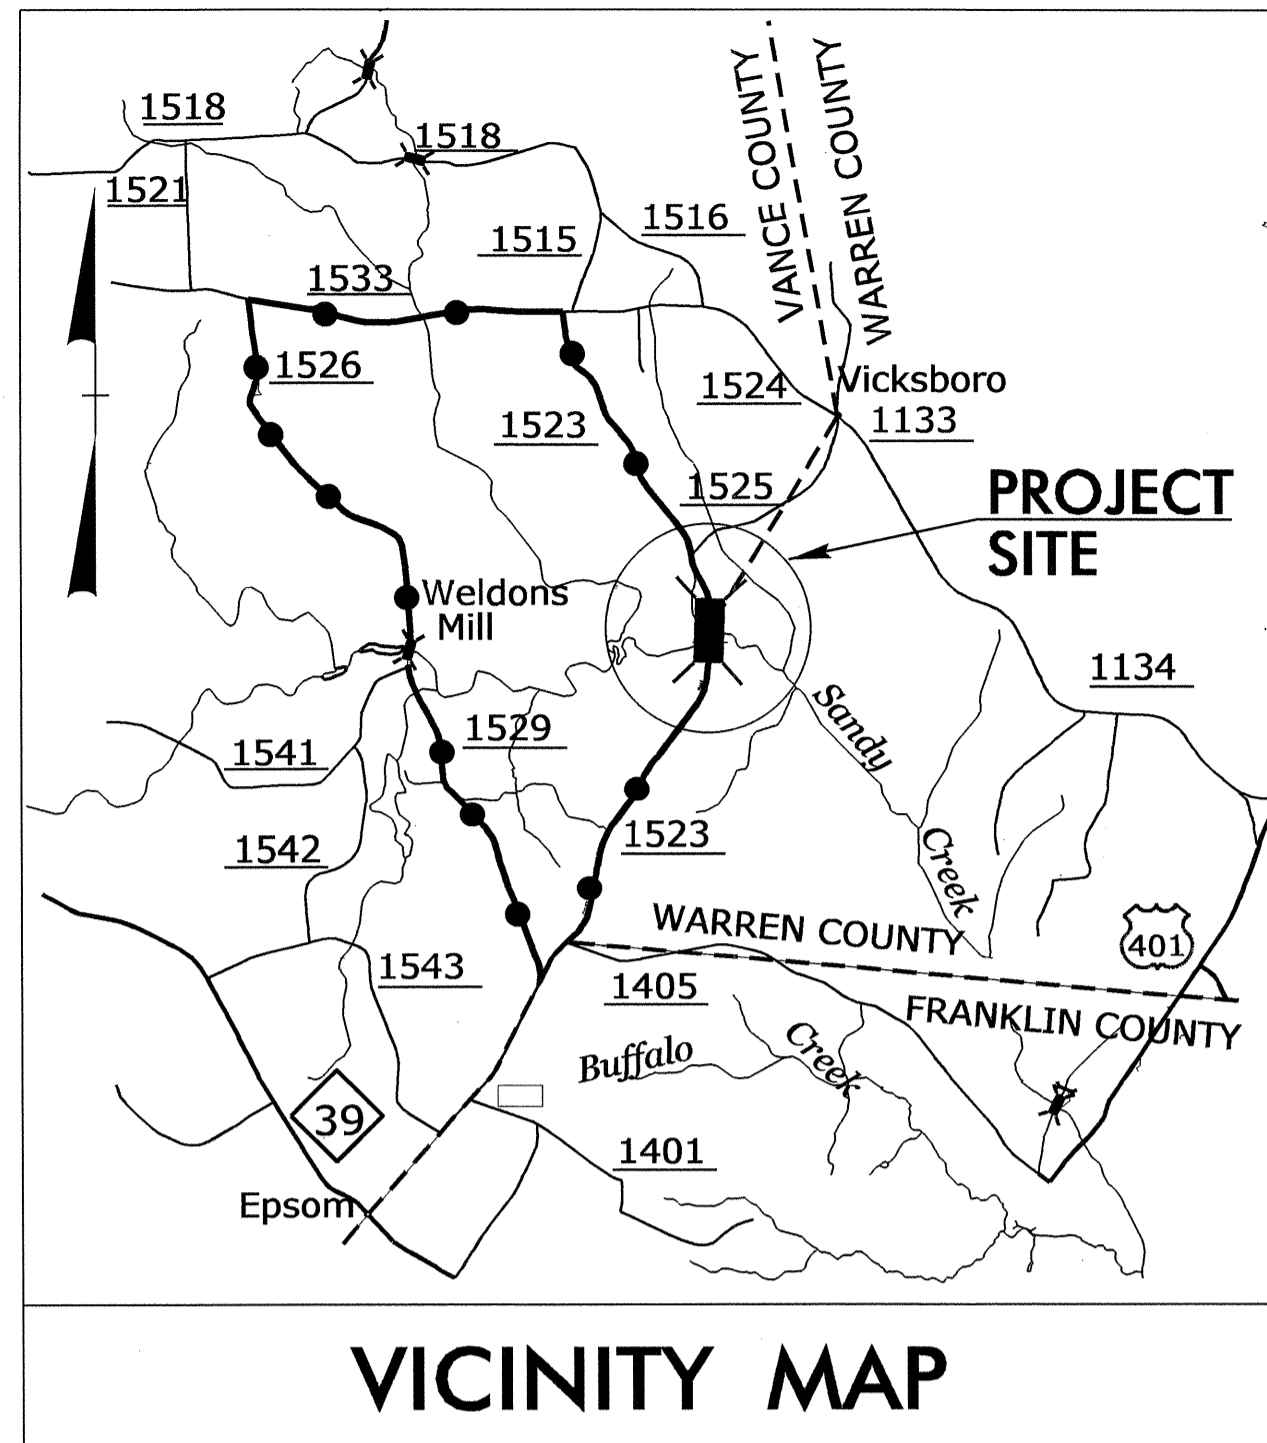 VANCE COUNTY
WARREN COUNTY
1518
1518
1521
1516
1515
1533
1526
1524
Vicksboro
1133
1523
1525
PROJECT
SITE
Weldons
Mill
1134
Sandy
Creek
1529
1541
1523
1542
WARREN COUNTY
401
1543
1405
FRANKLIN COUNTY
Buffalo
Creek
39
1401
Epsom
VICINITY MAP